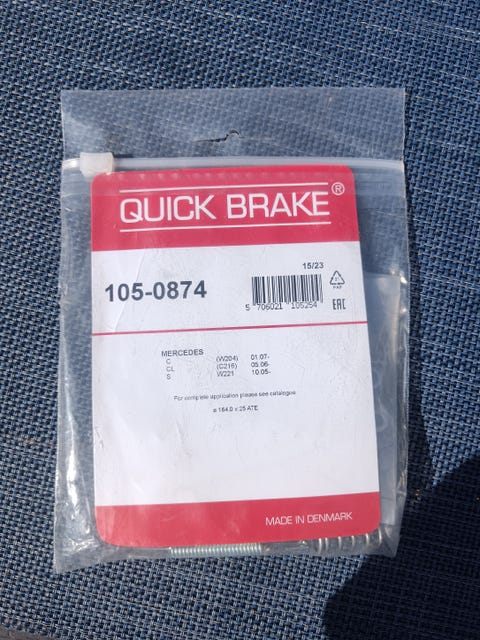 QUICK BRAKE®
15/23
105-0874
5 706021 105254
PAP
EAC
MERCEDES
C (W204) 01.07-
CL (C216) 05.06-
S W221 10.05-
For complete application please see catalogue
ø 164.0 x 25 ATE
MADE IN DENMARK